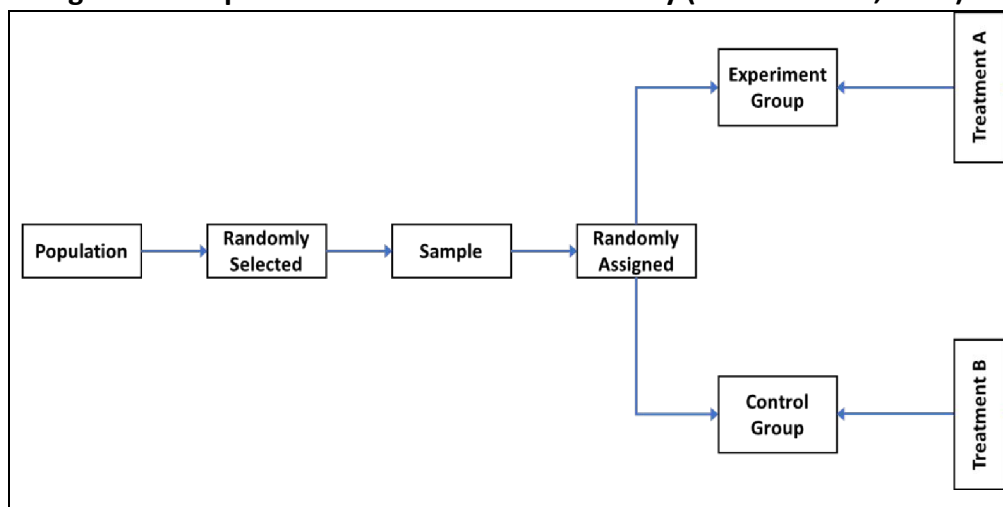 Experiment
Group
Treatment A
Population
Randomly
Selected
Sample
Randomly
Assigned
Control
Group
Treatment B